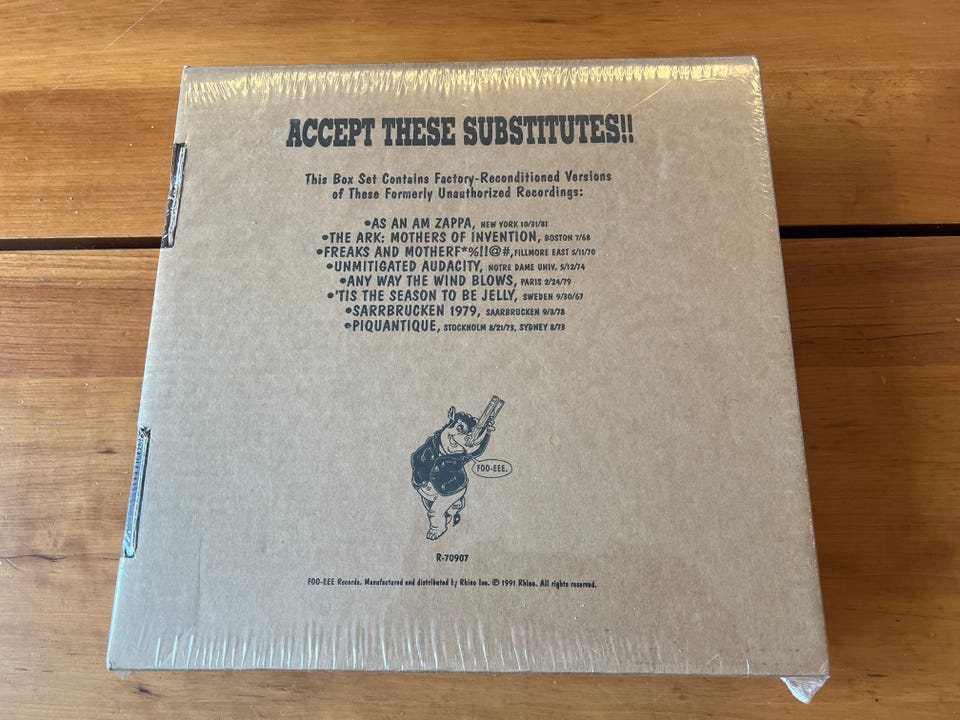 ACCEPT THESE SUBSTITUTES!!
This Box Set Contains Factory-Reconditioned Versions
of These Formerly Unauthorized Recordings:
•AS AN AM ZAPPA, NEW YORK 10/31/81
•THE ARK: MOTHERS OF INVENTION, BOSTON 7/68
•FREAKS AND MOTHERF*%!!@#, FILLMORE EAST 5/11/70
•UNMITIGATED AUDACITY, NOTRE DAME UNIV. 5/12/74
•ANY WAY THE WIND BLOWS, PARIS 2/24/79
•'TIS THE SEASON TO BE JELLY, SWEDEN 9/30/67
•SARRBRUCKEN 1979, SAARBRUCKEN 9/3/78
•PIQUANTIQUE, STOCKHOLM 8/21/73, SYDNEY 8/73
FOO-EEE.
R-70907
FOO-EEE Records. Manufactured and distributed by Rhino Inc. ℗ 1991 Rhino. All rights reserved.